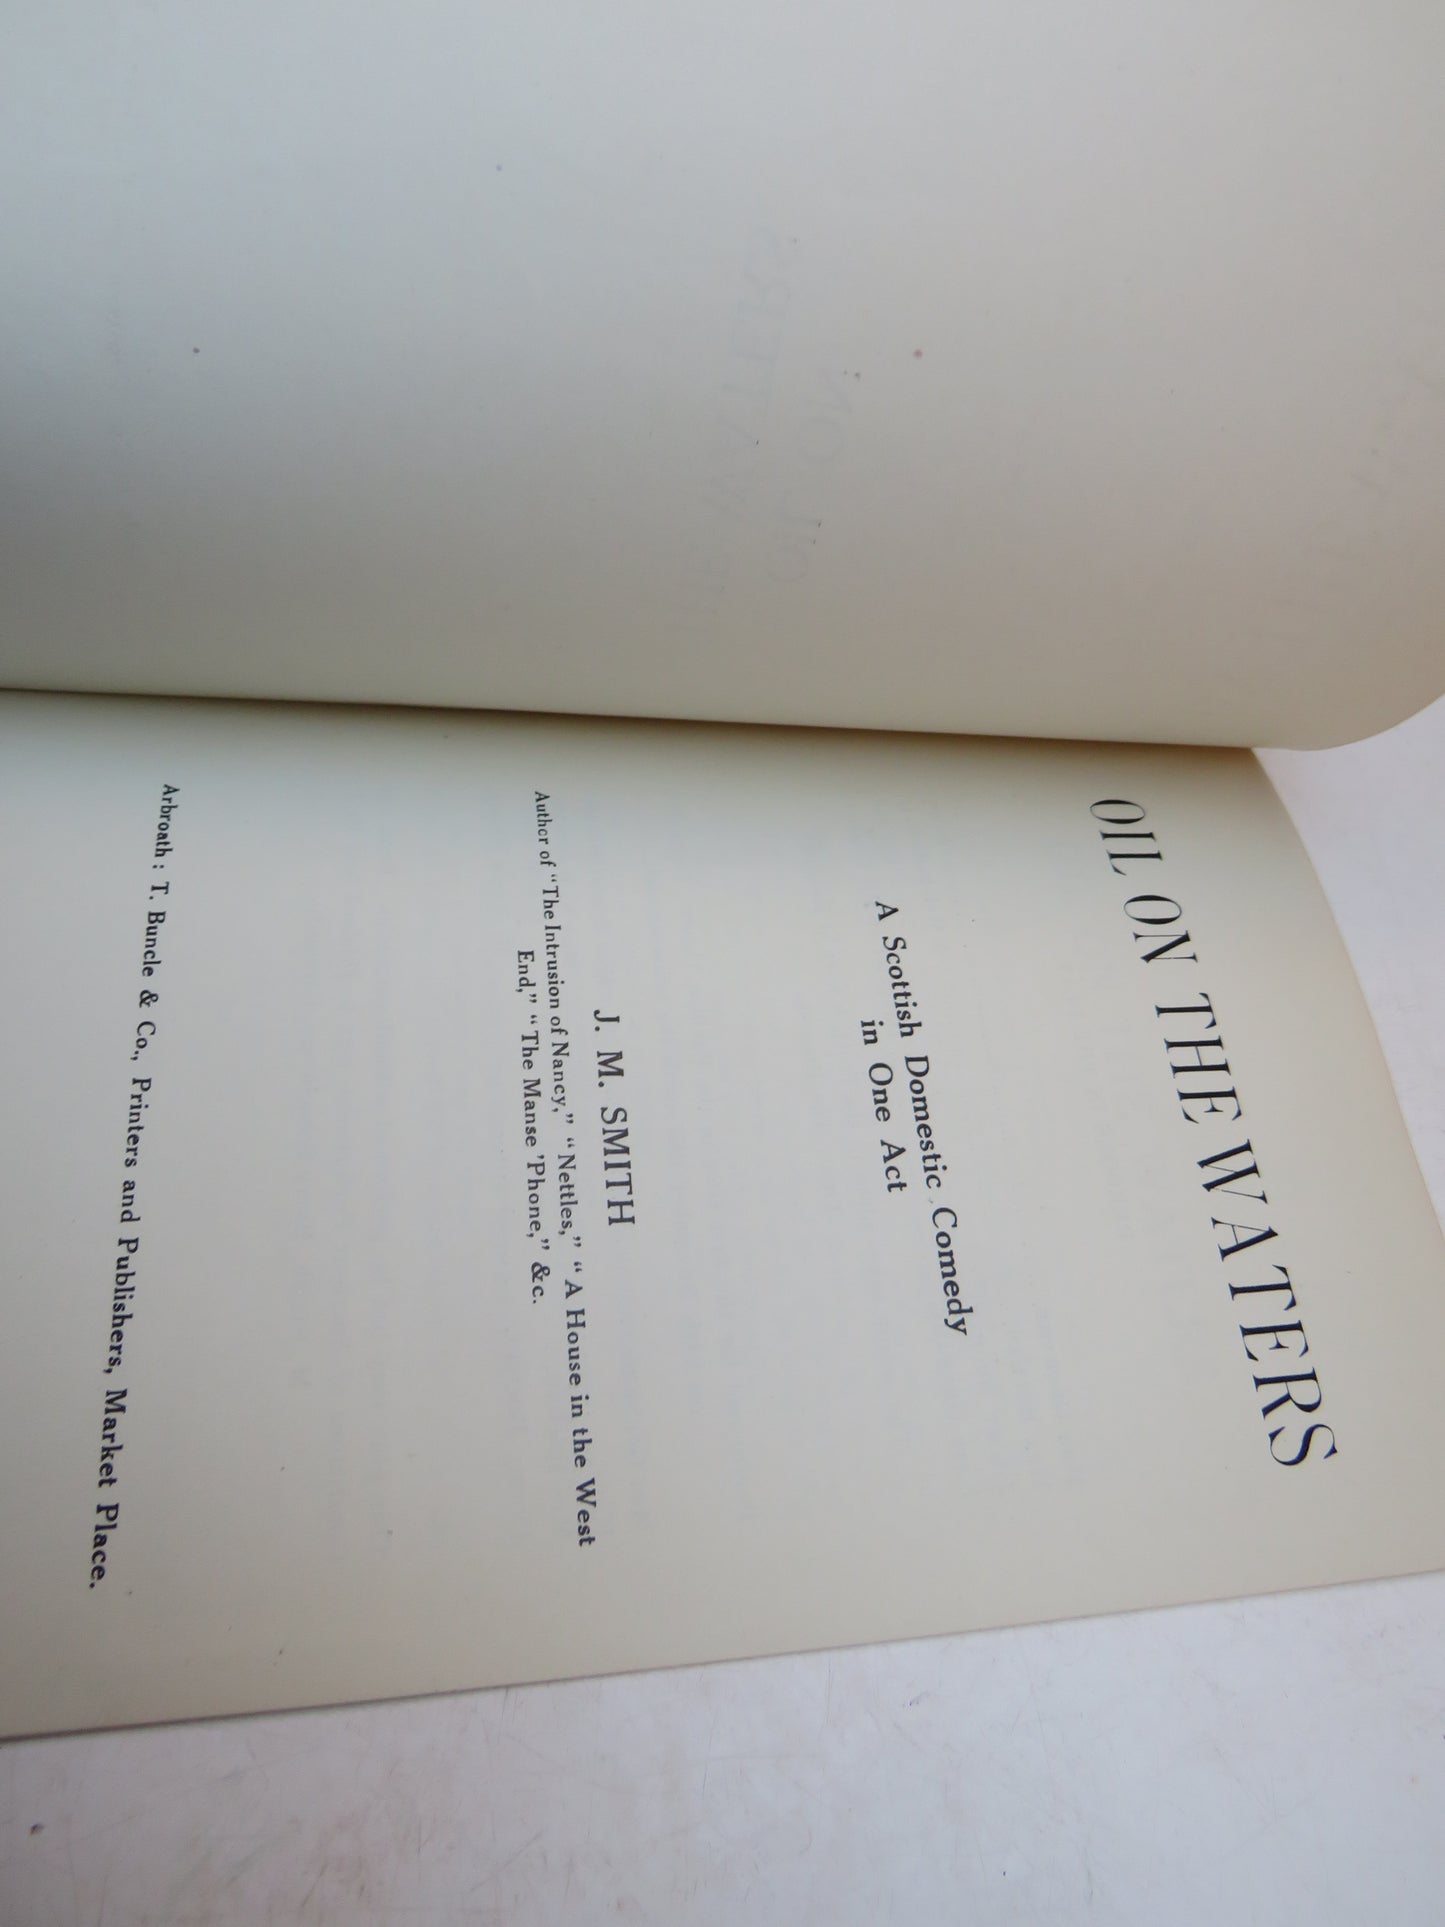 OIL ON THE WATERS
A Scottish Domestic Comedy
in One Act
J. M. SMITH
Author of "The Intrusion of Nancy," "Nettles," "A House in the West
End," "The Manse 'Phone," &c.
Arbroath : T. Buncle & Co., Printers and Publishers, Market Place.